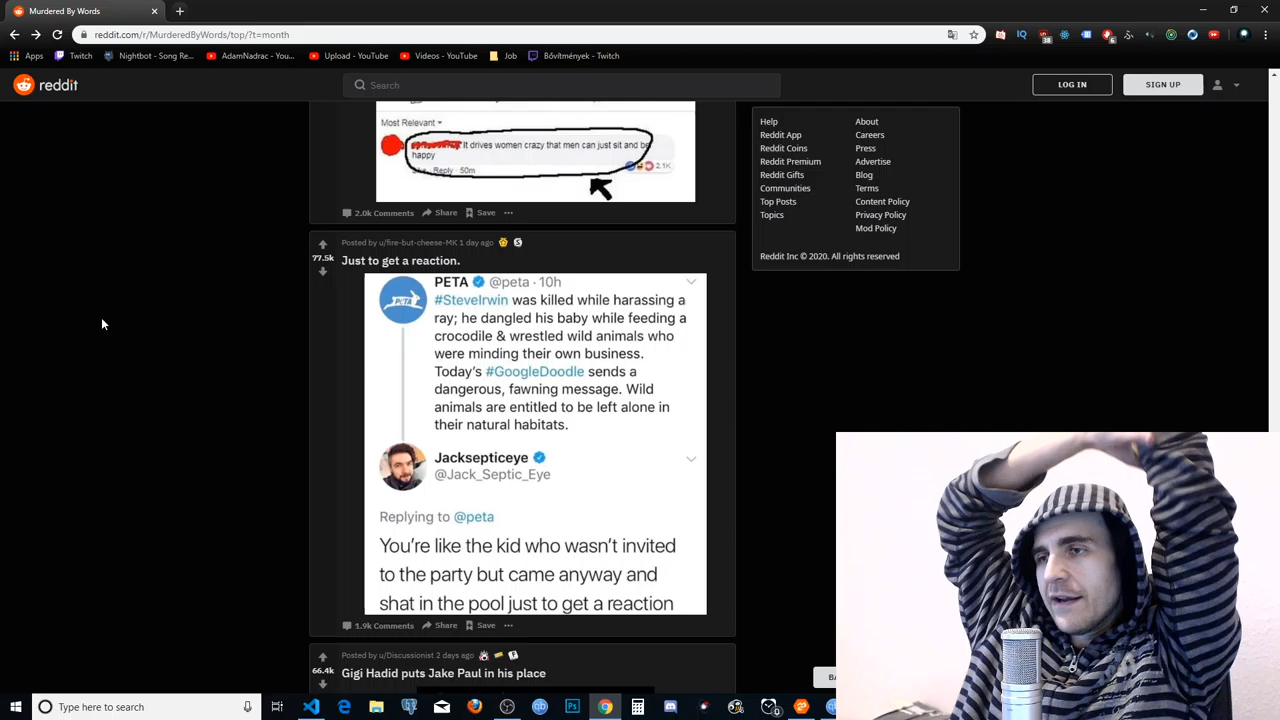 Murdered By Words
reddit.com/r/MurderedByWords/top/?t=month
Apps Twitch Nightbot - Song Re... AdamNadrac - You... Upload - YouTube Videos - YouTube Job Bővítmények - Twitch
reddit
Search
LOG IN
SIGN UP
Most Relevant
It drives women crazy that men can just sit and be
happy
Reply · 50m
2.1K
2.0k Comments Share Save
Help
Reddit App
Reddit Coins
Reddit Premium
Reddit Gifts
Communities
Top Posts
Topics
About
Careers
Press
Advertise
Blog
Terms
Content Policy
Privacy Policy
Mod Policy
Reddit Inc © 2020. All rights reserved
Posted by u/fire-but-cheese-MK 1 day ago
77.5k
Just to get a reaction.
PETA @peta · 10h
#SteveIrwin was killed while harassing a
ray; he dangled his baby while feeding a
crocodile & wrestled wild animals who
were minding their own business.
Today's #GoogleDoodle sends a
dangerous, fawning message. Wild
animals are entitled to be left alone in
their natural habitats.
Jacksepticeye
@Jack_Septic_Eye
Replying to @peta
You're like the kid who wasn't invited
to the party but came anyway and
shat in the pool just to get a reaction
1.9k Comments Share Save
Posted by u/Discussionist 2 days ago
66.4k
Gigi Hadid puts Jake Paul in his place
Type here to search